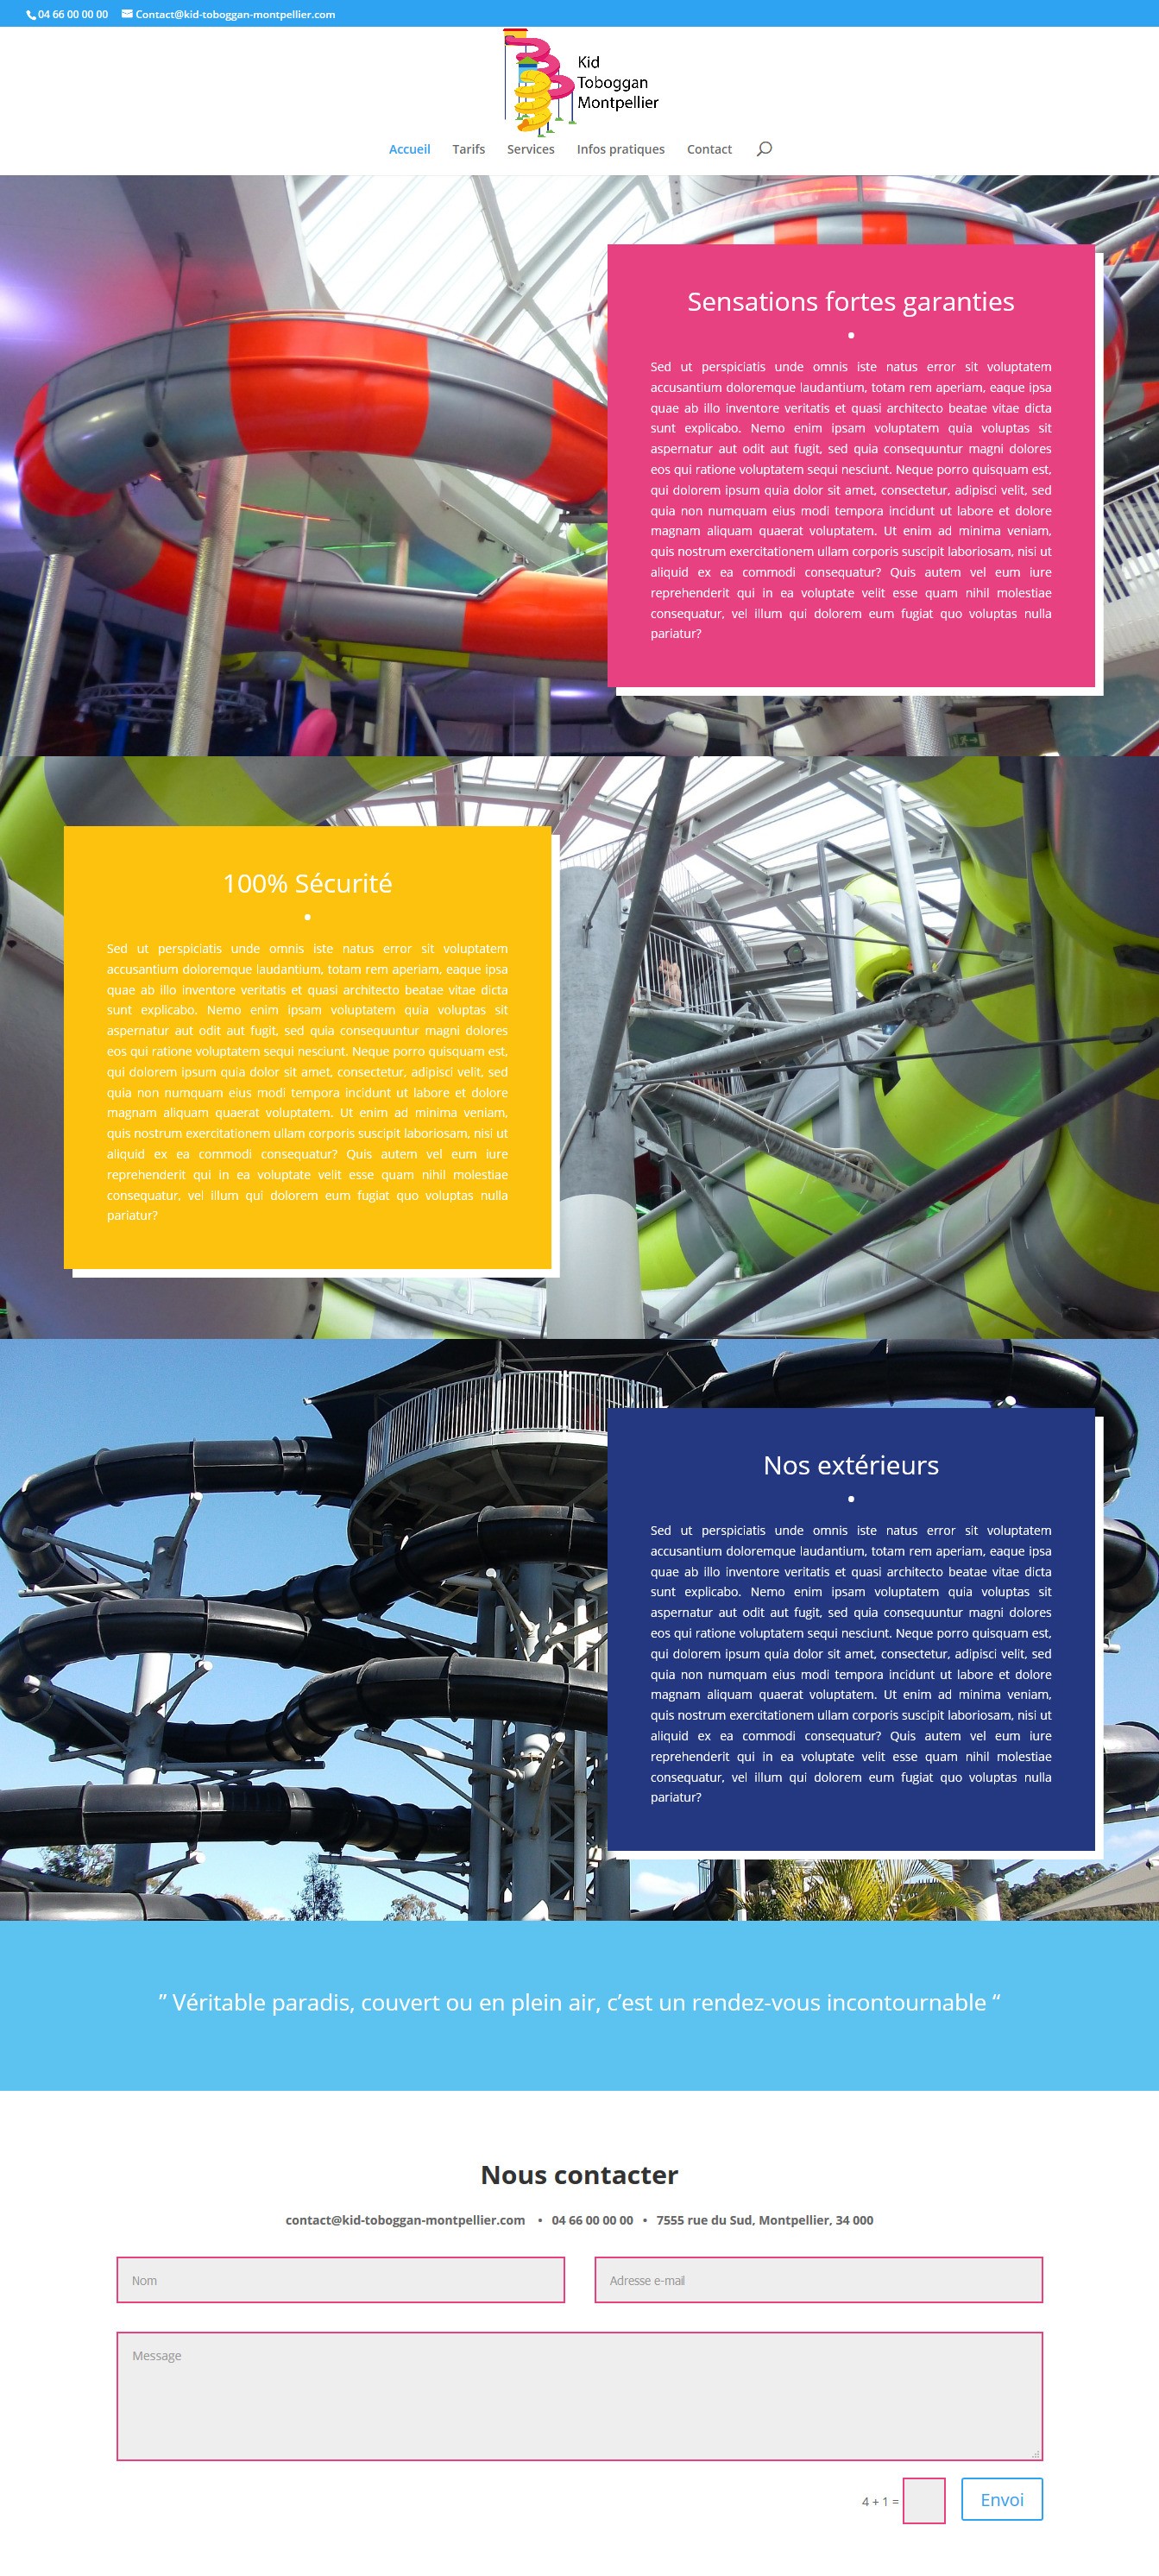 04 66 00 00 00 Contact@kid-toboggan-montpellier.com
Kid
Toboggan
Montpellier
Accueil Tarifs Services Infos pratiques Contact
Sensations fortes garanties
Sed ut perspiciatis unde omnis iste natus error sit voluptatem
accusantium doloremque laudantium, totam rem aperiam, eaque ipsa
quae ab illo inventore veritatis et quasi architecto beatae vitae dicta
sunt explicabo. Nemo enim ipsam voluptatem quia voluptas sit
aspernatur aut odit aut fugit, sed quia consequuntur magni dolores
eos qui ratione voluptatem sequi nesciunt. Neque porro quisquam est,
qui dolorem ipsum quia dolor sit amet, consectetur, adipisci velit, sed
quia non numquam eius modi tempora incidunt ut labore et dolore
magnam aliquam quaerat voluptatem. Ut enim ad minima veniam,
quis nostrum exercitationem ullam corporis suscipit laboriosam, nisi ut
aliquid ex ea commodi consequatur? Quis autem vel eum iure
reprehenderit qui in ea voluptate velit esse quam nihil molestiae
consequatur, vel illum qui dolorem eum fugiat quo voluptas nulla
pariatur?
100% Sécurité
Sed ut perspiciatis unde omnis iste natus error sit voluptatem
accusantium doloremque laudantium, totam rem aperiam, eaque ipsa
quae ab illo inventore veritatis et quasi architecto beatae vitae dicta
sunt explicabo. Nemo enim ipsam voluptatem quia voluptas sit
aspernatur aut odit aut fugit, sed quia consequuntur magni dolores
eos qui ratione voluptatem sequi nesciunt. Neque porro quisquam est,
qui dolorem ipsum quia dolor sit amet, consectetur, adipisci velit, sed
quia non numquam eius modi tempora incidunt ut labore et dolore
magnam aliquam quaerat voluptatem. Ut enim ad minima veniam,
quis nostrum exercitationem ullam corporis suscipit laboriosam, nisi ut
aliquid ex ea commodi consequatur? Quis autem vel eum iure
reprehenderit qui in ea voluptate velit esse quam nihil molestiae
consequatur, vel illum qui dolorem eum fugiat quo voluptas nulla
pariatur?
Nos extérieurs
Sed ut perspiciatis unde omnis iste natus error sit voluptatem
accusantium doloremque laudantium, totam rem aperiam, eaque ipsa
quae ab illo inventore veritatis et quasi architecto beatae vitae dicta
sunt explicabo. Nemo enim ipsam voluptatem quia voluptas sit
aspernatur aut odit aut fugit, sed quia consequuntur magni dolores
eos qui ratione voluptatem sequi nesciunt. Neque porro quisquam est,
qui dolorem ipsum quia dolor sit amet, consectetur, adipisci velit, sed
quia non numquam eius modi tempora incidunt ut labore et dolore
magnam aliquam quaerat voluptatem. Ut enim ad minima veniam,
quis nostrum exercitationem ullam corporis suscipit laboriosam, nisi ut
aliquid ex ea commodi consequatur? Quis autem vel eum iure
reprehenderit qui in ea voluptate velit esse quam nihil molestiae
consequatur, vel illum qui dolorem eum fugiat quo voluptas nulla
pariatur?
” Véritable paradis, couvert ou en plein air, c’est un rendez-vous incontournable “
Nous contacter
contact@kid-toboggan-montpellier.com • 04 66 00 00 00 • 7555 rue du Sud, Montpellier, 34 000
Nom Adresse e-mail
Message
4 + 1 = Envoi